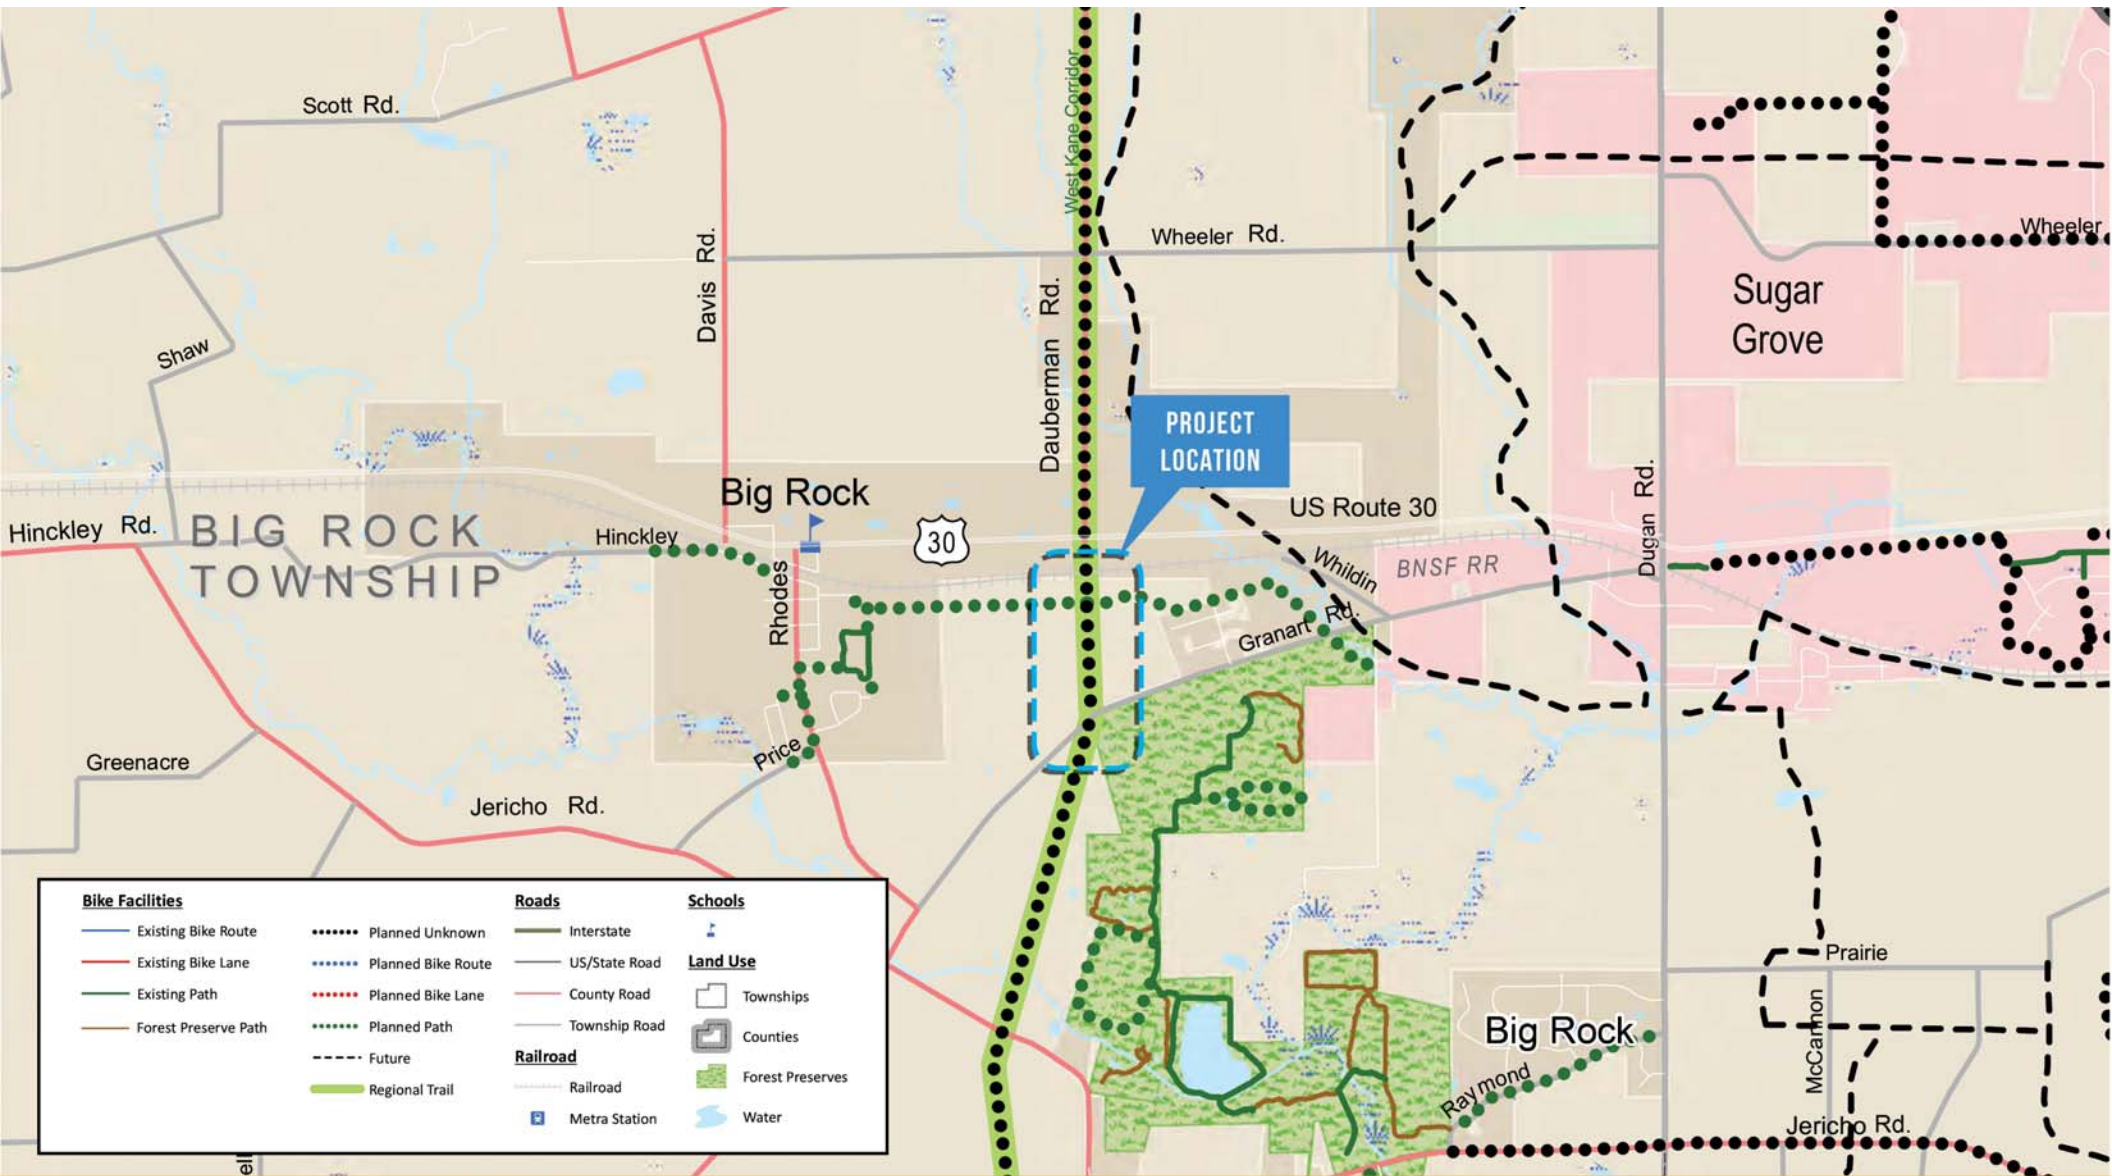 Scott Rd.
West Kane Corridor
Wheeler Rd.
Wheeler
Davis Rd.
Dauberman Rd.
Sugar
Grove
Shaw
PROJECT
LOCATION
Big Rock
US Route 30
Dugan Rd.
Hinckley Rd.
BIG ROCK
TOWNSHIP
Hinckley
30
Whildin
BNSF RR
Rhodes
Granart Rd.
Price
Greenacre
Jericho Rd.
Prairie
McCannon
Big Rock
Raymond
Jericho Rd.
ell
Bike Facilities
Existing Bike Route
Existing Bike Lane
Existing Path
Forest Preserve Path
Planned Unknown
Planned Bike Route
Planned Bike Lane
Planned Path
Future
Regional Trail
Roads
Interstate
US/State Road
County Road
Township Road
Railroad
Railroad
Metra Station
Schools
Land Use
Townships
Counties
Forest Preserves
Water